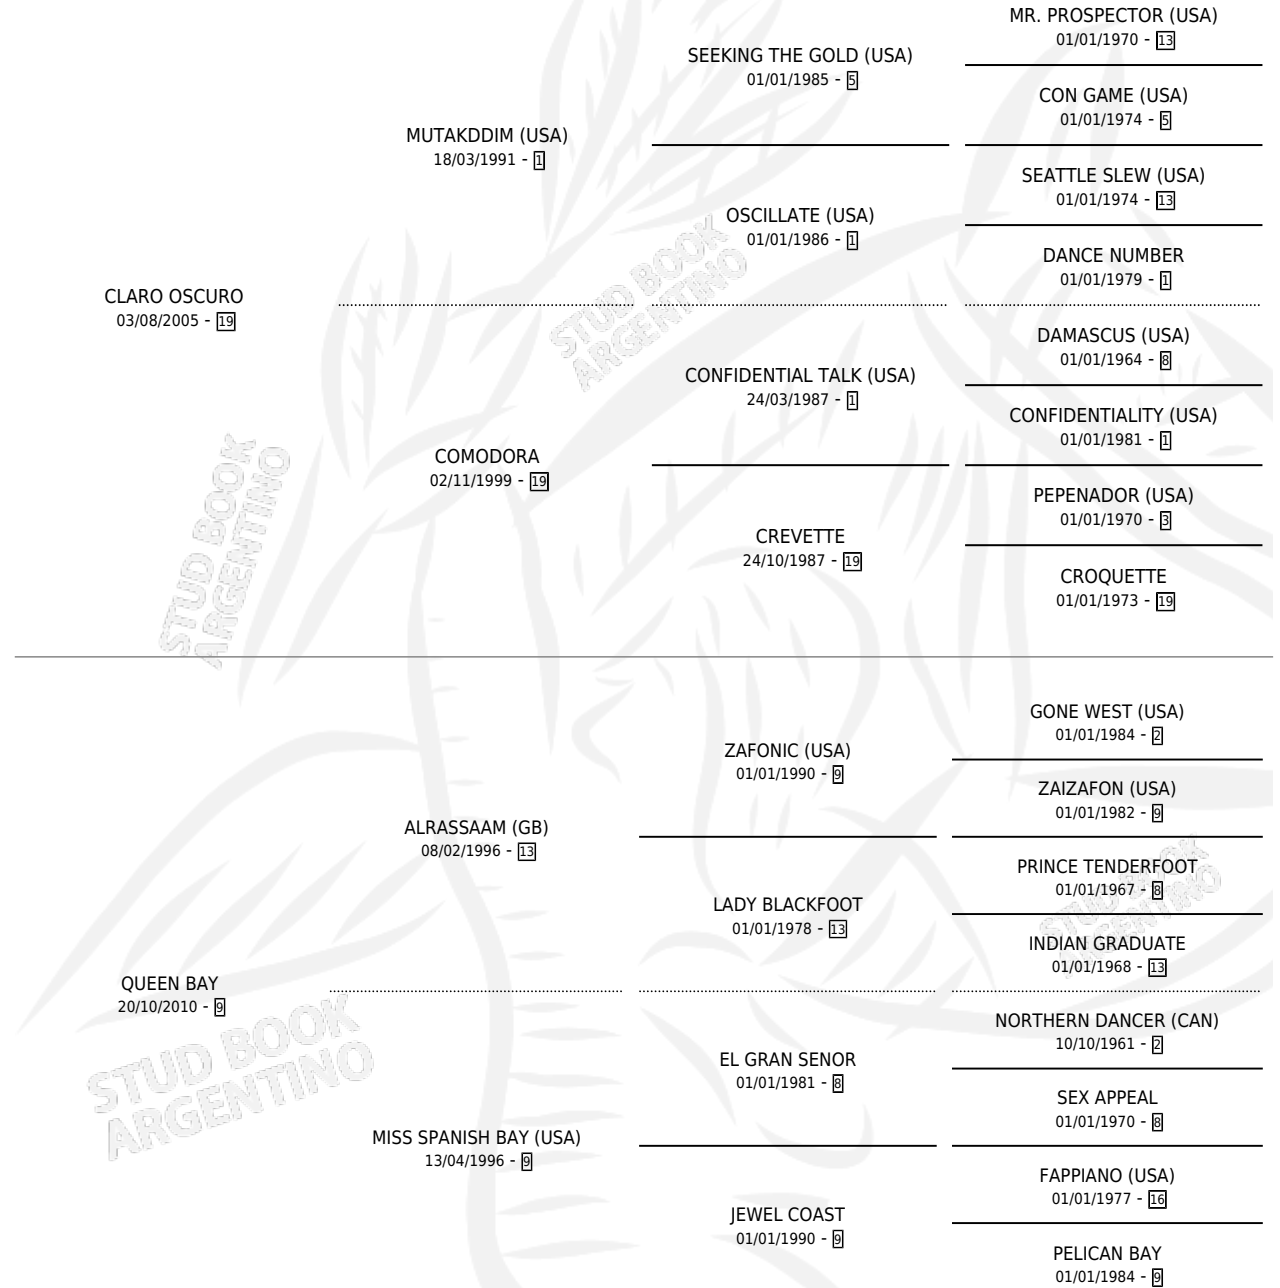 MR. PROSPECTOR (USA)
01/01/1970 - 13
SEEKING THE GOLD (USA)
01/01/1985 - 5
CON GAME (USA)
01/01/1974 - 5
MUTAKDDIM (USA)
18/03/1991 - 1
SEATTLE SLEW (USA)
01/01/1974 - 13
OSCILLATE (USA)
01/01/1986 - 1
DANCE NUMBER
01/01/1979 - 1
CLARO OSCURO
03/08/2005 - 19
STUD BOOK
ARGENTINO
DAMASCUS (USA)
01/01/1964 - 8
CONFIDENTIAL TALK (USA)
24/03/1987 - 1
CONFIDENTIALITY (USA)
01/01/1981 - 1
COMODORA
02/11/1999 - 19
PEPENADOR (USA)
01/01/1970 - 3
CREVETTE
24/10/1987 - 19
CROQUETTE
01/01/1973 - 19
STUD BOOK
ARGENTINO
GONE WEST (USA)
01/01/1984 - 2
ZAFONIC (USA)
01/01/1990 - 9
ZAIZAFON (USA)
01/01/1982 - 9
ALRASSAAM (GB)
08/02/1996 - 13
PRINCE TENDERFOOT
01/01/1967 - 8
LADY BLACKFOOT
01/01/1978 - 13
INDIAN GRADUATE
01/01/1968 - 13
STUD BOOK
ARGENTINO
QUEEN BAY
20/10/2010 - 9
NORTHERN DANCER (CAN)
10/10/1961 - 2
EL GRAN SENOR
01/01/1981 - 8
SEX APPEAL
01/01/1970 - 8
STUD BOOK
ARGENTINO
MISS SPANISH BAY (USA)
13/04/1996 - 9
FAPPIANO (USA)
01/01/1977 - 16
JEWEL COAST
01/01/1990 - 9
PELICAN BAY
01/01/1984 - 9